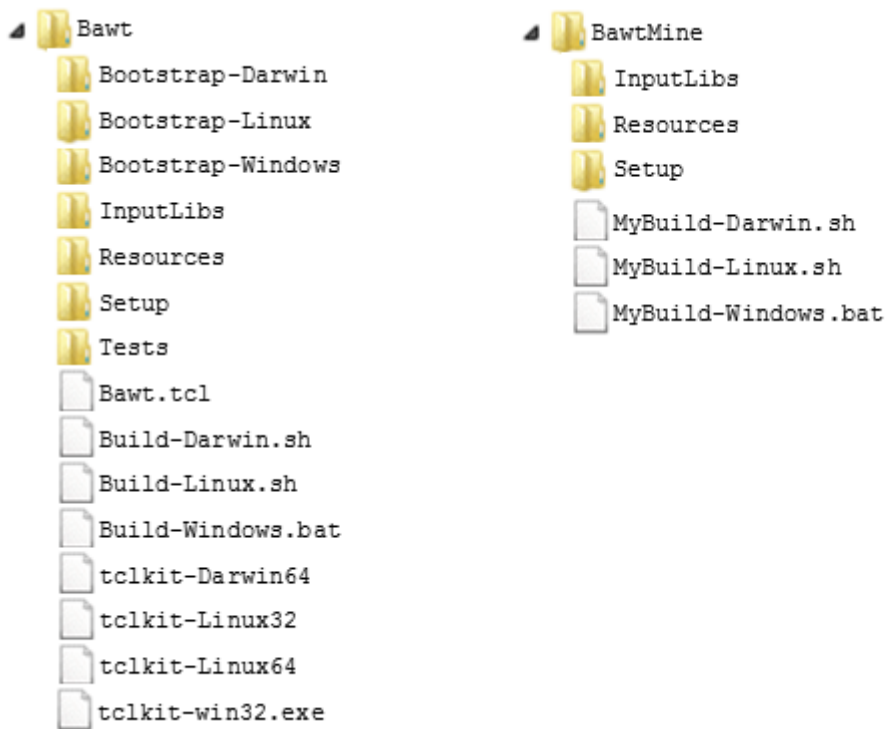 Bawt
Bootstrap-Darwin
Bootstrap-Linux
Bootstrap-Windows
InputLibs
Resources
Setup
Tests
Bawt.tcl
Build-Darwin.sh
Build-Linux.sh
Build-Windows.bat
tclkit-Darwin64
tclkit-Linux32
tclkit-Linux64
tclkit-win32.exe
BawtMine
InputLibs
Resources
Setup
MyBuild-Darwin.sh
MyBuild-Linux.sh
MyBuild-Windows.bat